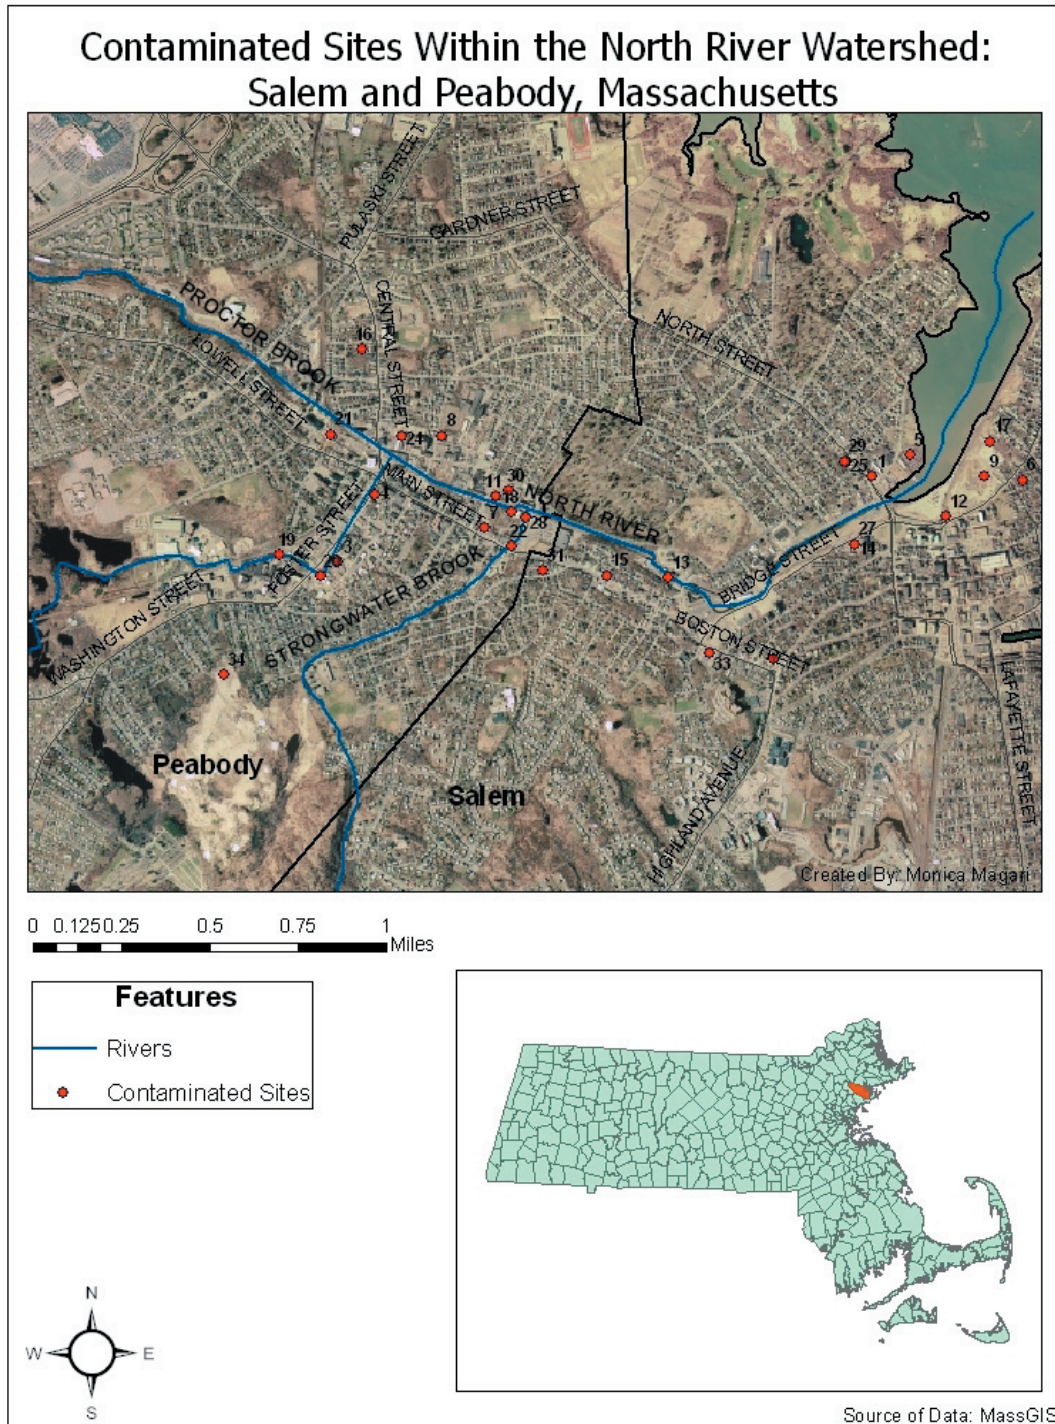 Contaminated Sites Within the North River Watershed:
Salem and Peabody, Massachusetts
PULASKI STREET
GARDNER STREET
PROCTOR BROOK
CENTRAL STREET
NORTH STREET
LOWELL STREET
16
21
24
8
29
25
1
5
17
9
6
MAIN STREET
4
11
30
18
7
28
NORTH RIVER
12
FOSTER STREET
19
3
20
22
27
14
BRIDGE STREET
31
15
13
WASHINGTON STREET
STRONGWATER BROOK
BOSTON STREET
33
34
LAFAYETTE STREET
Peabody
Salem
HIGHLAND AVENUE
Created By: Monica Magari
0 0.125 0.25 0.5 0.75 1
Miles
Features
Rivers
Contaminated Sites
N
W E
S
Source of Data: MassGIS